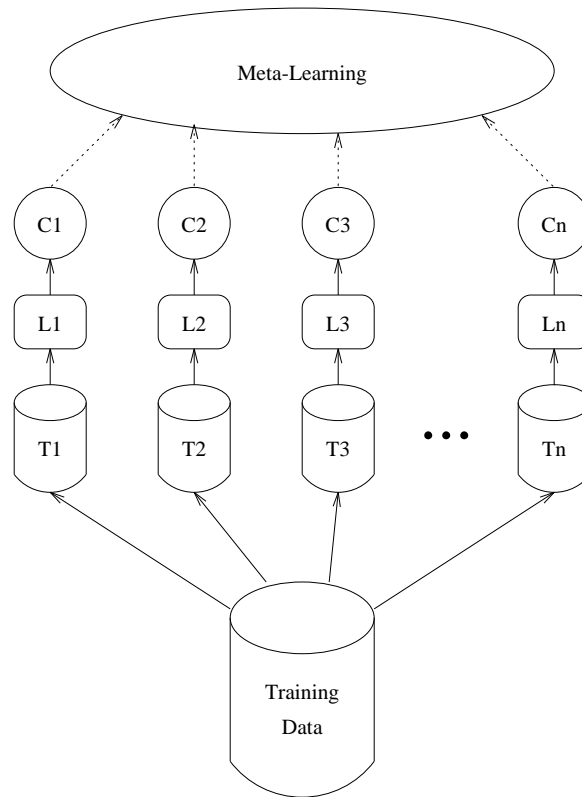 Meta-Learning
C1 C2 C3 Cn
L1 L2 L3 Ln
T1 T2 T3 Tn
Training
Data